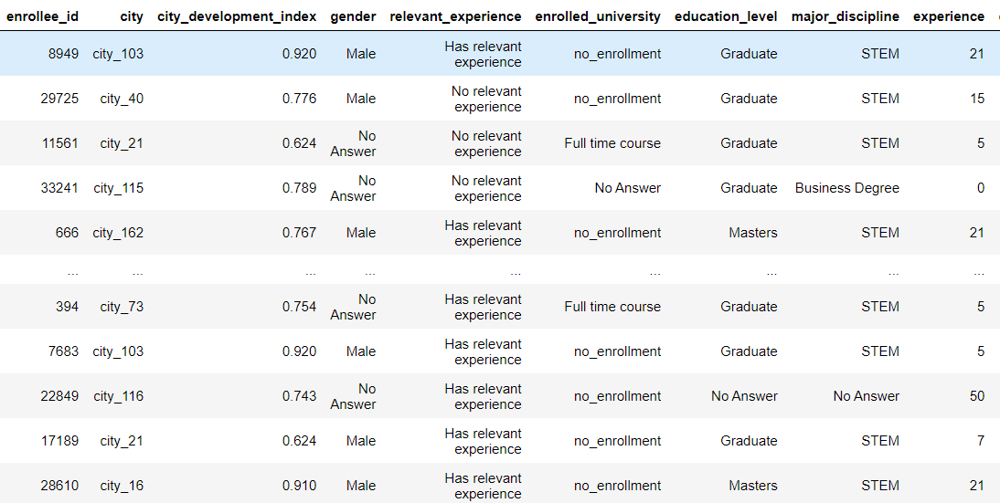 enrollee_id city city_development_index gender relevant_experience enrolled_university education_level major_discipline experience
8949 city_103 0.920 Male Has relevant experience no_enrollment Graduate STEM 21
29725 city_40 0.776 Male No relevant experience no_enrollment Graduate STEM 15
11561 city_21 0.624 No Answer No relevant experience Full time course Graduate STEM 5
33241 city_115 0.789 No Answer No relevant experience No Answer Graduate Business Degree 0
666 city_162 0.767 Male Has relevant experience no_enrollment Masters STEM 21
... ... ... ... ... ... ... ... ...
394 city_73 0.754 No Answer Has relevant experience Full time course Graduate STEM 5
7683 city_103 0.920 Male Has relevant experience no_enrollment Graduate STEM 5
22849 city_116 0.743 No Answer Has relevant experience no_enrollment No Answer No Answer 50
17189 city_21 0.624 Male Has relevant experience no_enrollment Graduate STEM 7
28610 city_16 0.910 Male Has relevant experience no_enrollment Masters STEM 21